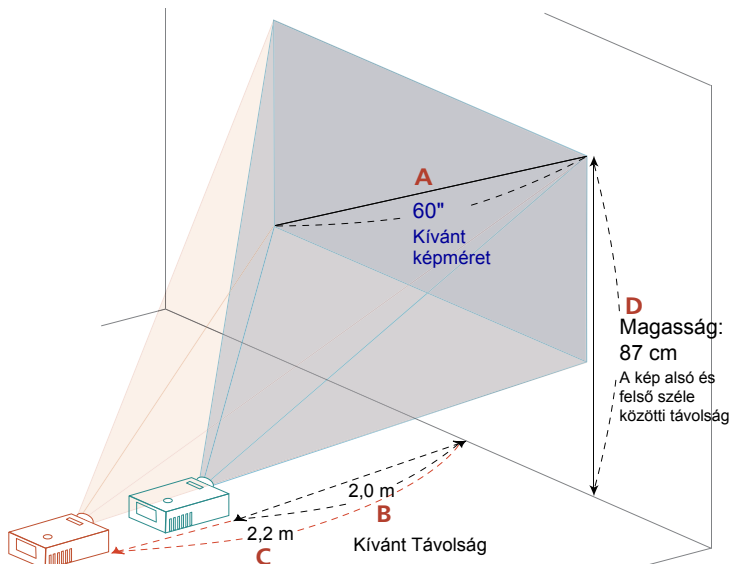 A
60"
Kívánt
képméret
D
Magasság:
87 cm
A kép alsó és
felső széle
közötti távolság
2,0 m
B
2,2 m
C
Kívánt Távolság